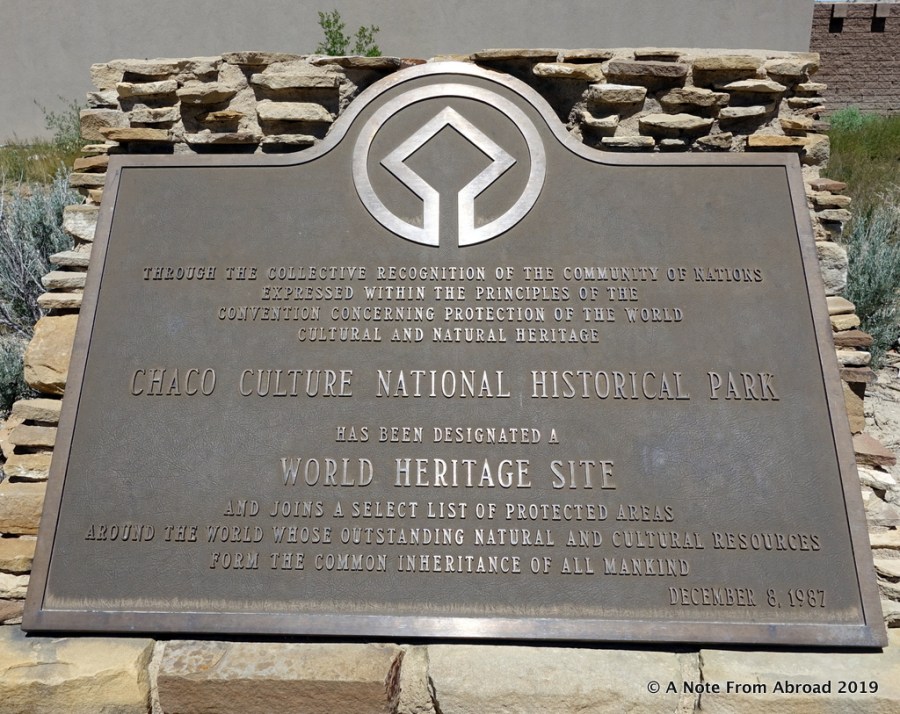 THROUGH THE COLLECTIVE RECOGNITION OF THE COMMUNITY OF NATIONS
EXPRESSED WITHIN THE PRINCIPLES OF THE
CONVENTION CONCERNING PROTECTION OF THE WORLD
CULTURAL AND NATURAL HERITAGE
CHACO CULTURE NATIONAL HISTORICAL PARK
HAS BEEN DESIGNATED A
WORLD HERITAGE SITE
AND JOINS A SELECT LIST OF PROTECTED AREAS
AROUND THE WORLD WHOSE OUTSTANDING NATURAL AND CULTURAL RESOURCES
FORM THE COMMON INHERITANCE OF ALL MANKIND
DECEMBER 8, 1987
© A Note From Abroad 2019